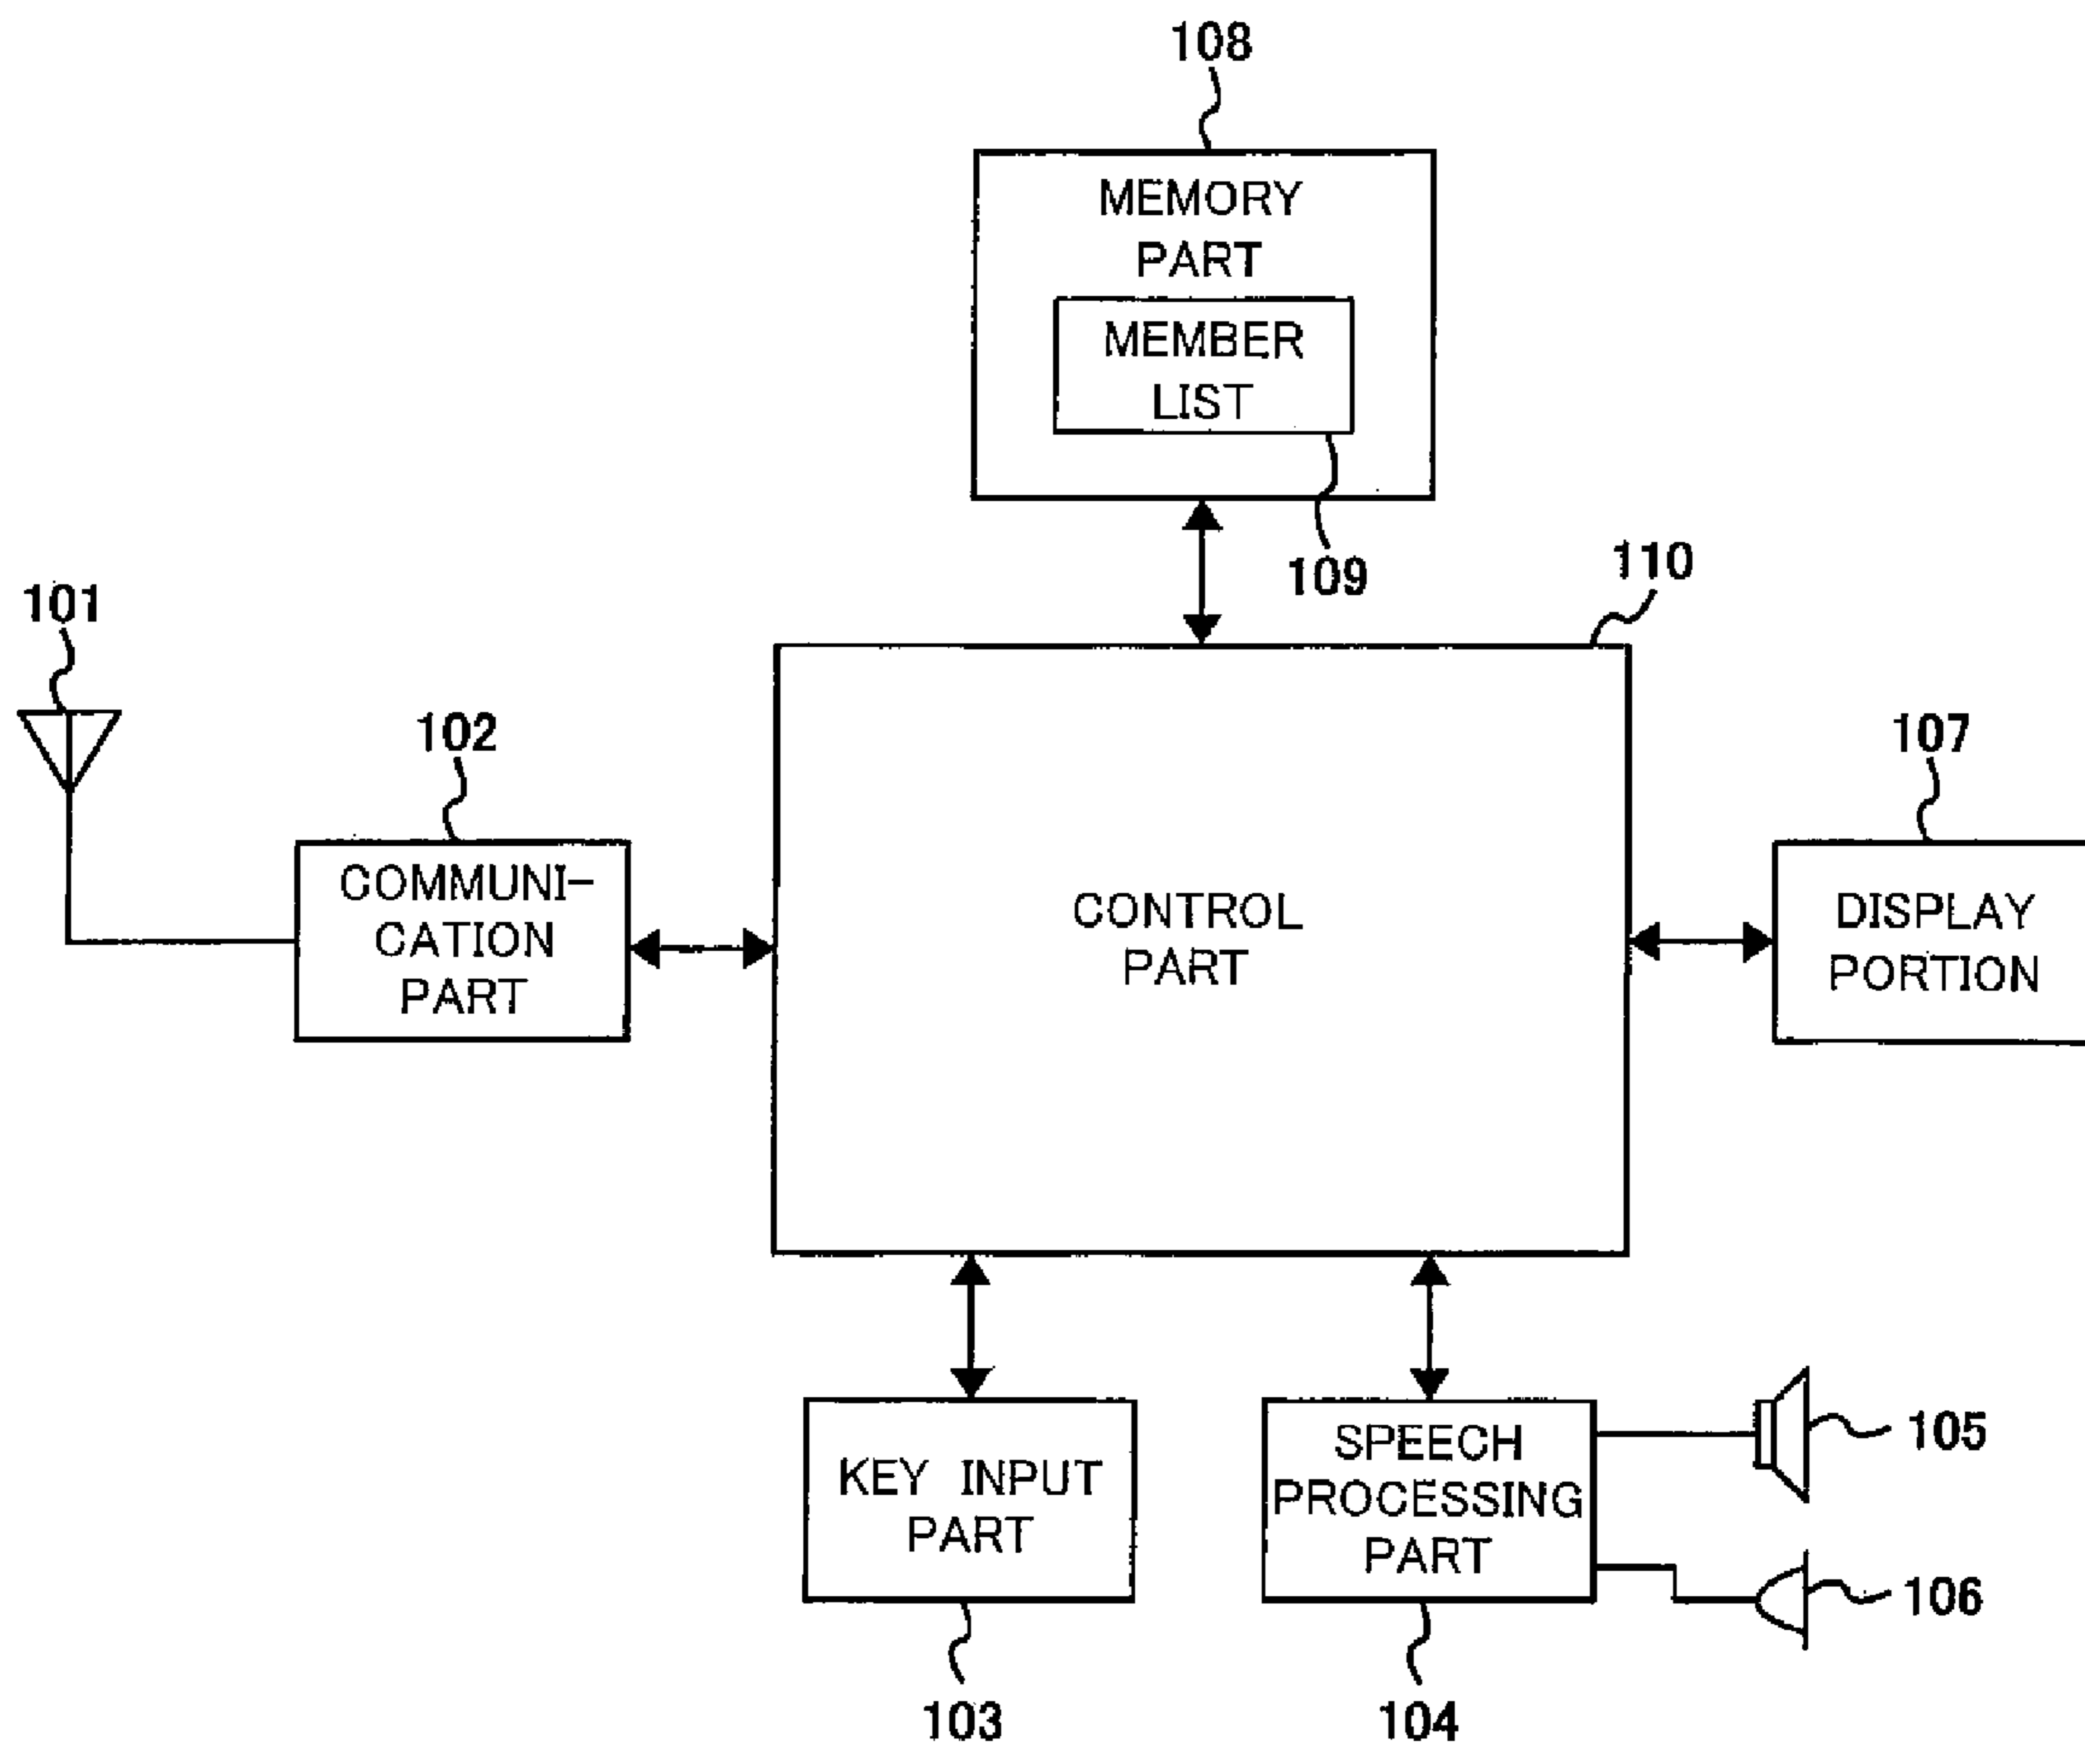 108
MEMORY
PART
MEMBER
LIST
109
110
101
102
107
COMMUNI-
CATION
PART
CONTROL
PART
DISPLAY
PORTION
KEY INPUT
PART
SPEECH
PROCESSING
PART
105
106
103
104